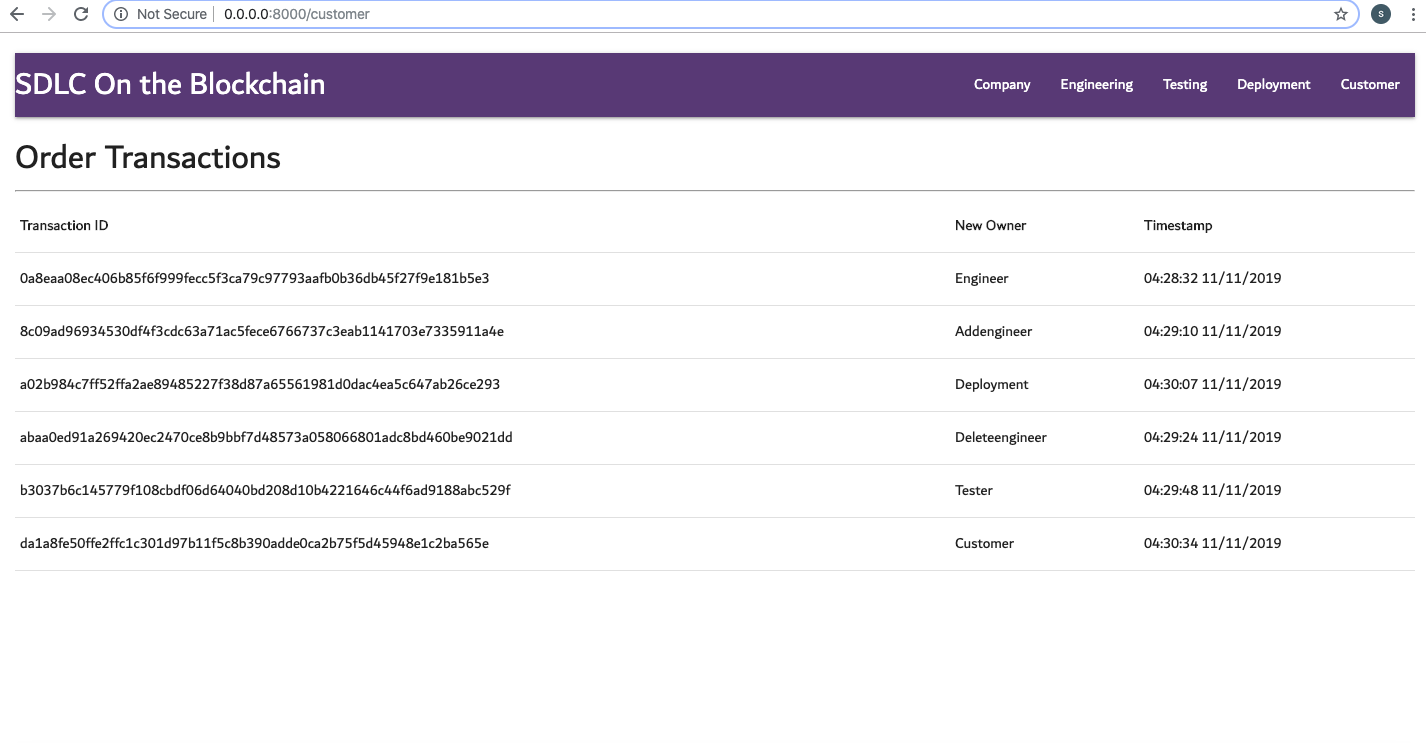 Not Secure 0.0.0.0:8000/customer S
SDLC On the Blockchain Company Engineering Testing Deployment Customer
Order Transactions
Transaction ID New Owner Timestamp
0a8eaa08ec406b85f6f999fecc5f3ca79c97793aafb0b36db45f27f9e181b5e3 Engineer 04:28:32 11/11/2019
8c09ad96934530df4f3cdc63a71ac5fece6766737c3eab1141703e7335911a4e Addengineer 04:29:10 11/11/2019
a02b984c7ff52ffa2ae89485227f38d87a65561981d0dac4ea5c647ab26ce293 Deployment 04:30:07 11/11/2019
abaa0ed91a269420ec2470ce8b9bbf7d48573a058066801adc8bd460be9021dd Deleteengineer 04:29:24 11/11/2019
b3037b6c145779f108cbdf06d64040bd208d10b4221646c44f6ad9188abc529f Tester 04:29:48 11/11/2019
da1a8fe50ffe2ffc1c301d97b11f5c8b390adde0ca2b75f5d45948e1c2ba565e Customer 04:30:34 11/11/2019